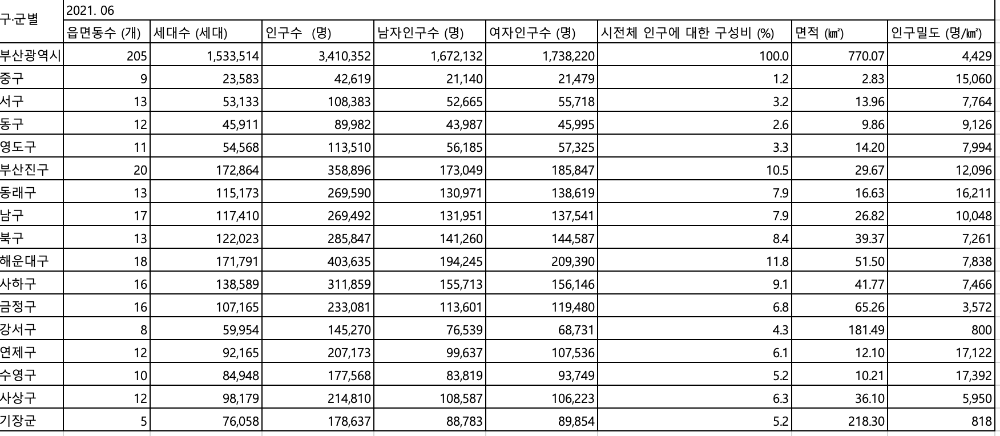 구·군별 2021. 06
읍면동수 (개) 세대수 (세대) 인구수 (명) 남자인구수 (명) 여자인구수 (명) 시전체 인구에 대한 구성비 (%) 면적 (㎢) 인구밀도 (명/㎢)
부산광역시 205 1,533,514 3,410,352 1,672,132 1,738,220 100.0 770.07 4,429
중구 9 23,583 42,619 21,140 21,479 1.2 2.83 15,060
서구 13 53,133 108,383 52,665 55,718 3.2 13.96 7,764
동구 12 45,911 89,982 43,987 45,995 2.6 9.86 9,126
영도구 11 54,568 113,510 56,185 57,325 3.3 14.20 7,994
부산진구 20 172,864 358,896 173,049 185,847 10.5 29.67 12,096
동래구 13 115,173 269,590 130,971 138,619 7.9 16.63 16,211
남구 17 117,410 269,492 131,951 137,541 7.9 26.82 10,048
북구 13 122,023 285,847 141,260 144,587 8.4 39.37 7,261
해운대구 18 171,791 403,635 194,245 209,390 11.8 51.50 7,838
사하구 16 138,589 311,859 155,713 156,146 9.1 41.77 7,466
금정구 16 107,165 233,081 113,601 119,480 6.8 65.26 3,572
강서구 8 59,954 145,270 76,539 68,731 4.3 181.49 800
연제구 12 92,165 207,173 99,637 107,536 6.1 12.10 17,122
수영구 10 84,948 177,568 83,819 93,749 5.2 10.21 17,392
사상구 12 98,179 214,810 108,587 106,223 6.3 36.10 5,950
기장군 5 76,058 178,637 88,783 89,854 5.2 218.30 818